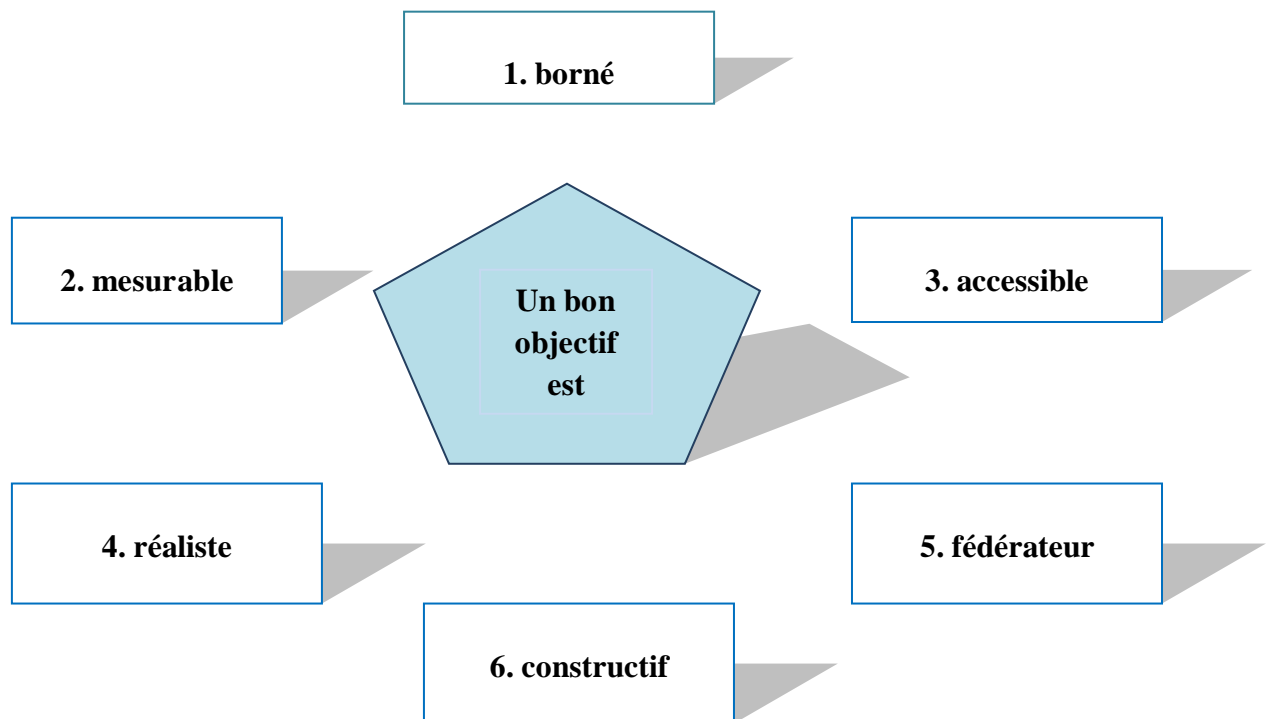 1. borné
2. mesurable
Un bon
objectif
est
3. accessible
4. réaliste
5. fédérateur
6. constructif